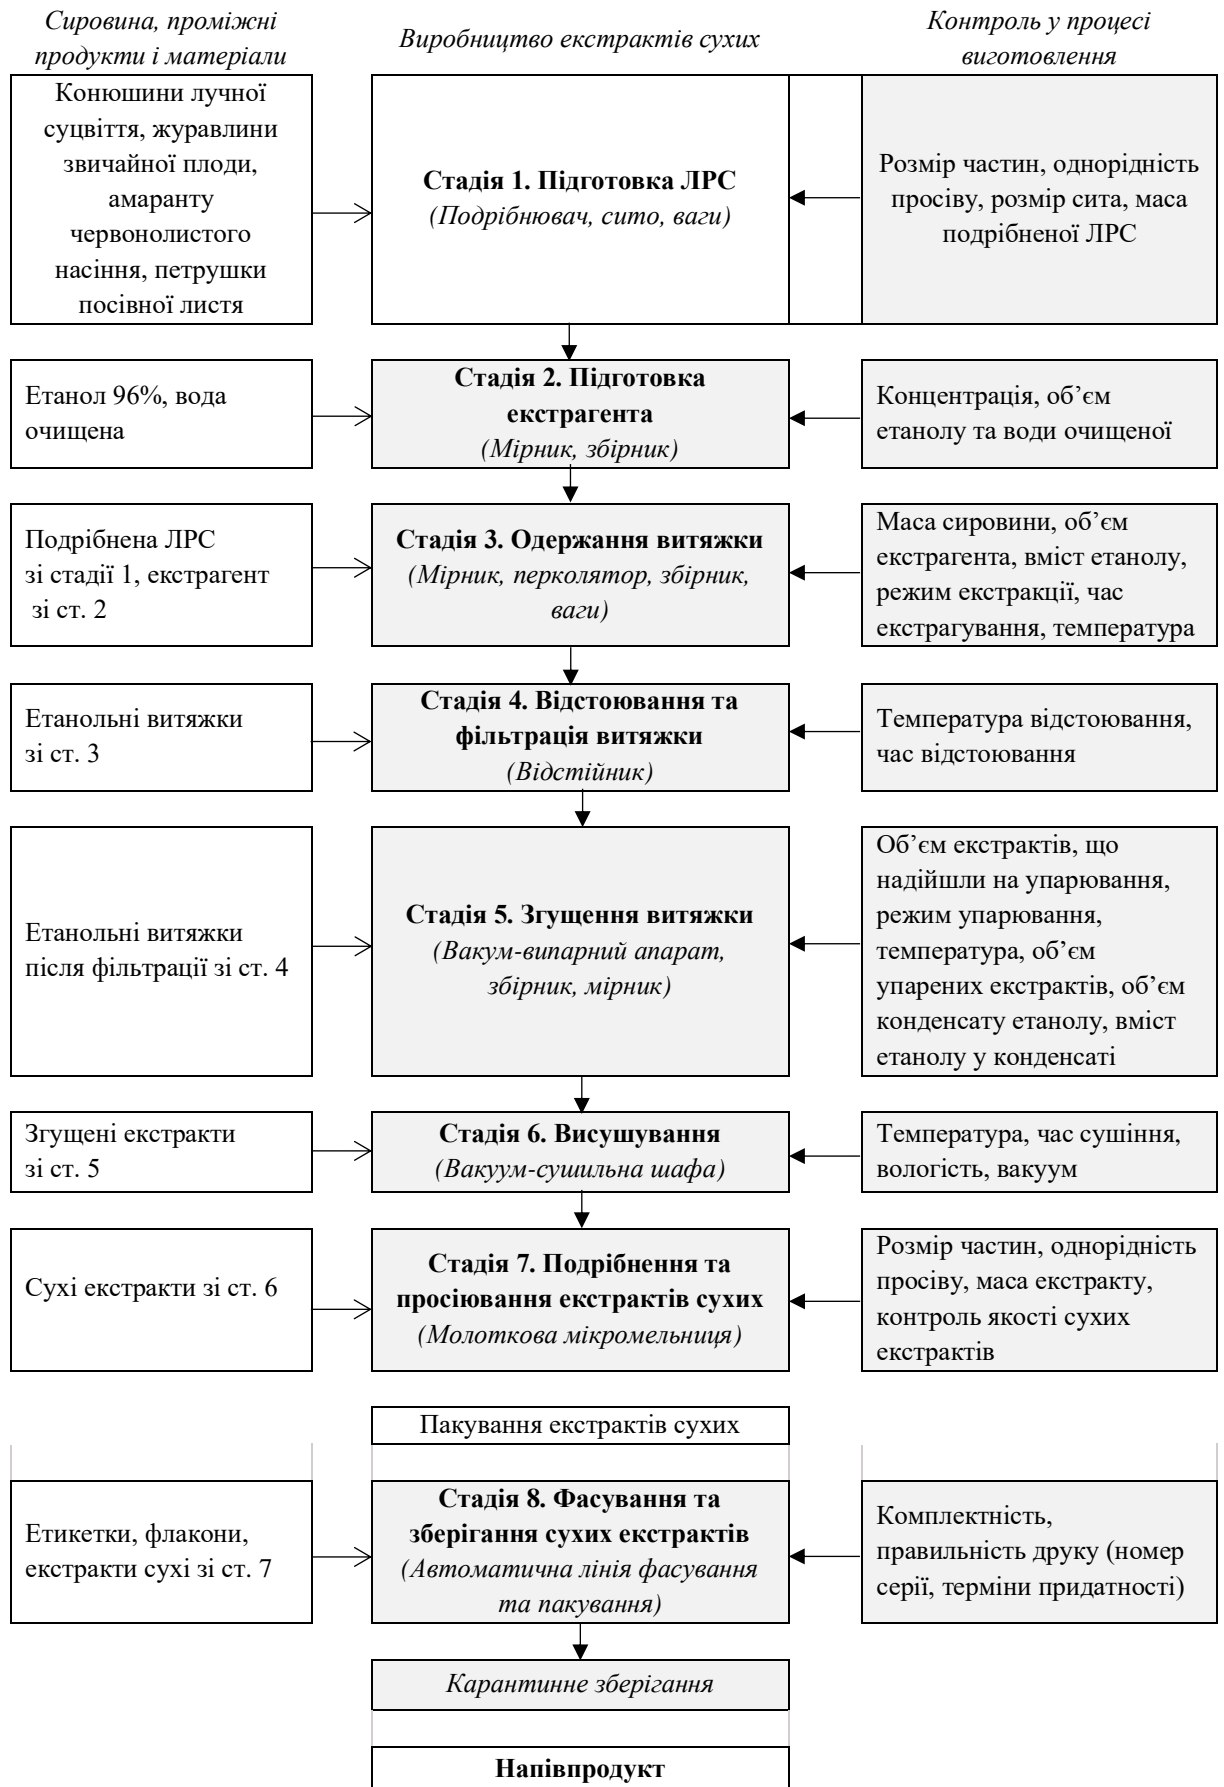 Сировина, проміжні
продукти і матеріали
Виробництво екстрактів сухих
Контроль у процесі
виготовлення
Конюшини лучної
суцвіття, журавлини
звичайної плоди,
амаранту
червонолистого
насіння, петрушки
посівної листя
Стадія 1. Підготовка ЛРС
(Подрібнювач, сито, ваги)
Розмір частин, однорідність
просіву, розмір сита, маса
подрібненої ЛРС
Етанол 96%, вода
очищена
Стадія 2. Підготовка
екстрагента
(Мірник, збірник)
Концентрація, об’єм
етанолу та води очищеної
Подрібнена ЛРС
зі стадії 1, екстрагент
зі ст. 2
Стадія 3. Одержання витяжки
(Мірник, перколятор, збірник,
ваги)
Маса сировини, об’єм
екстрагента, вміст етанолу,
режим екстракції, час
екстрагування, температура
Етанольні витяжки
зі ст. 3
Стадія 4. Відстоювання та
фільтрація витяжки
(Відстійник)
Температура відстоювання,
час відстоювання
Етанольні витяжки
після фільтрації зі ст. 4
Стадія 5. Згущення витяжки
(Вакум-випарний апарат,
збірник, мірник)
Об’єм екстрактів, що
надійшли на упарювання,
режим упарювання,
температура, об’єм
упарених екстрактів, об’єм
конденсату етанолу, вміст
етанолу у конденсаті
Згущені екстракти
зі ст. 5
Стадія 6. Висушування
(Вакуум-сушильна шафа)
Температура, час сушіння,
вологість, вакуум
Сухі екстракти зі ст. 6
Стадія 7. Подрібнення та
просіювання екстрактів сухих
(Молоткова мікромельниця)
Розмір частин, однорідність
просіву, маса екстракту,
контроль якості сухих
екстрактів
Пакування екстрактів сухих
Етикетки, флакони,
екстракти сухі зі ст. 7
Стадія 8. Фасування та
зберігання сухих екстрактів
(Автоматична лінія фасування
та пакування)
Комплектність,
правильність друку (номер
серії, терміни придатності)
Карантинне зберігання
Напівпродукт